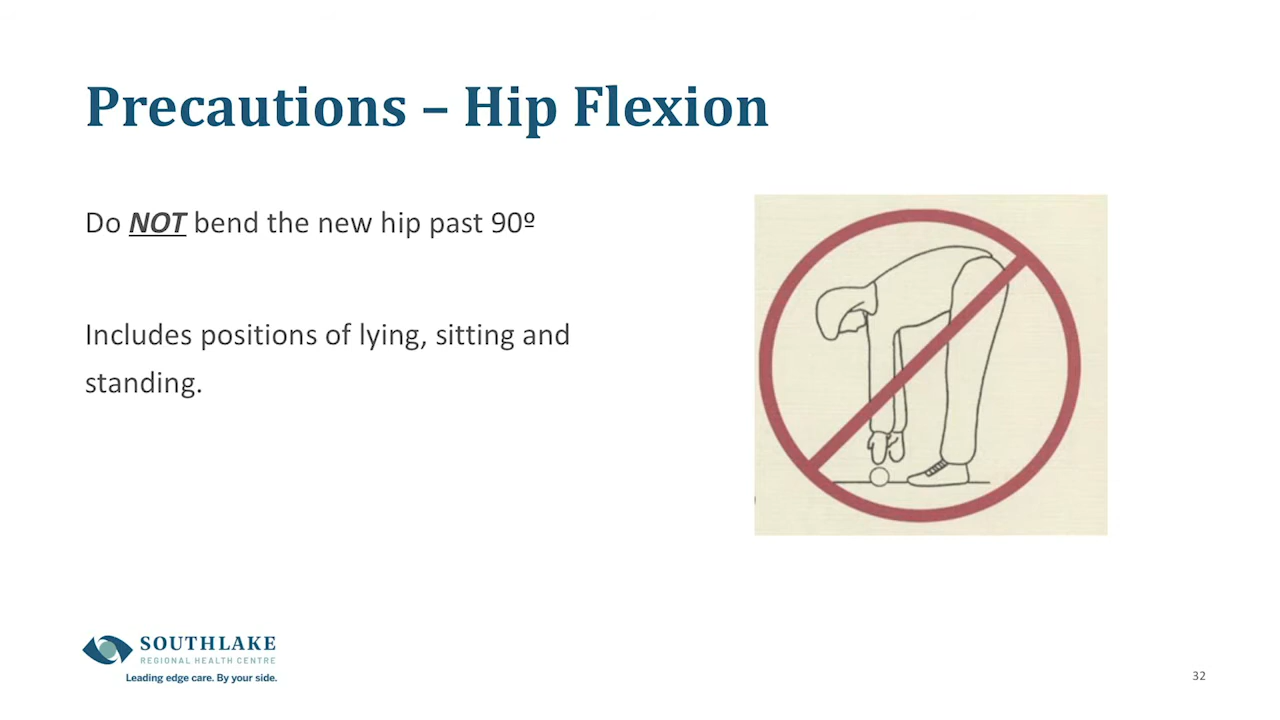 Precautions – Hip Flexion
Do NOT bend the new hip past 90º
Includes positions of lying, sitting and
standing.
SOUTHLAKE
REGIONAL HEALTH CENTRE
Leading edge care. By your side.
32